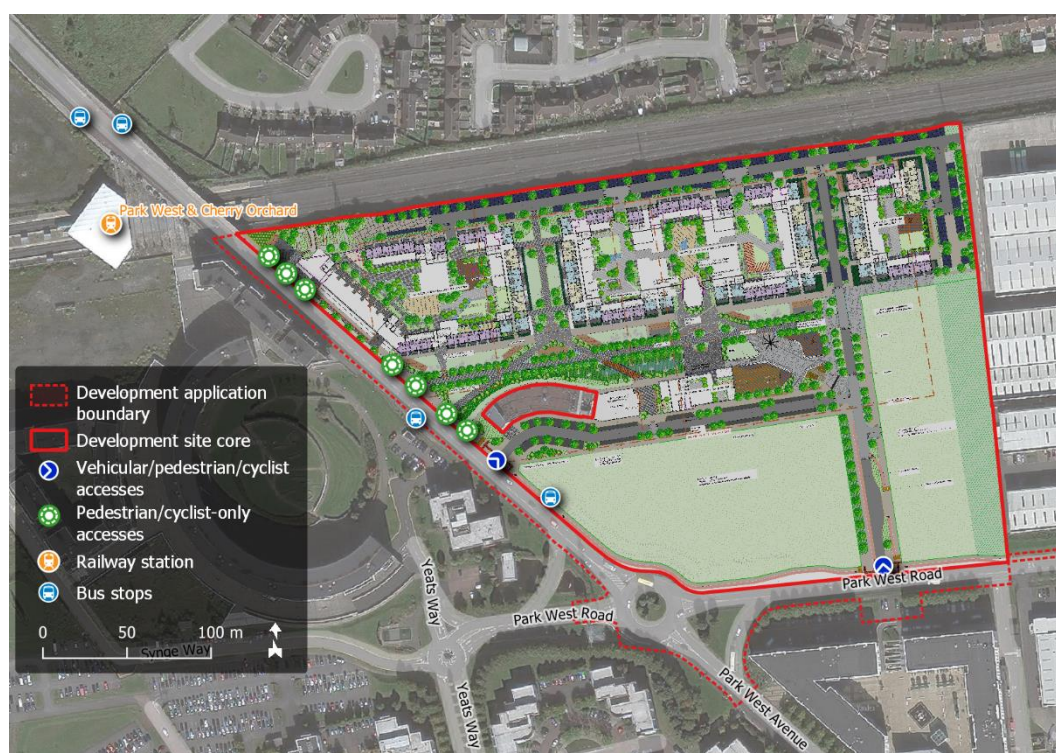 Park West & Cherry Orchard
Development application
boundary
Development site core
Vehicular/pedestrian/cyclist
accesses
Pedestrian/cyclist-only
accesses
Railway station
Bus stops
0 50 100 m
Synge Way
Yeats Way
Yeats Way
Park West Road
Park West Road
Park West Avenue